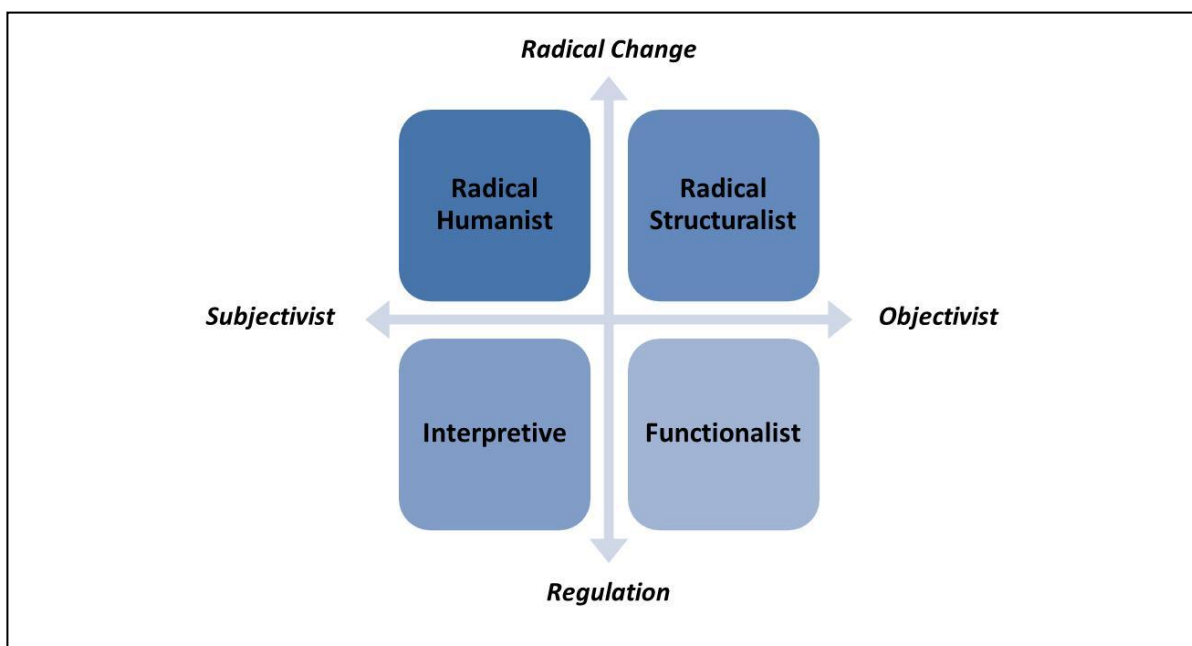 Radical Change
Radical
Humanist
Radical
Structuralist
Subjectivist
Objectivist
Interpretive
Functionalist
Regulation